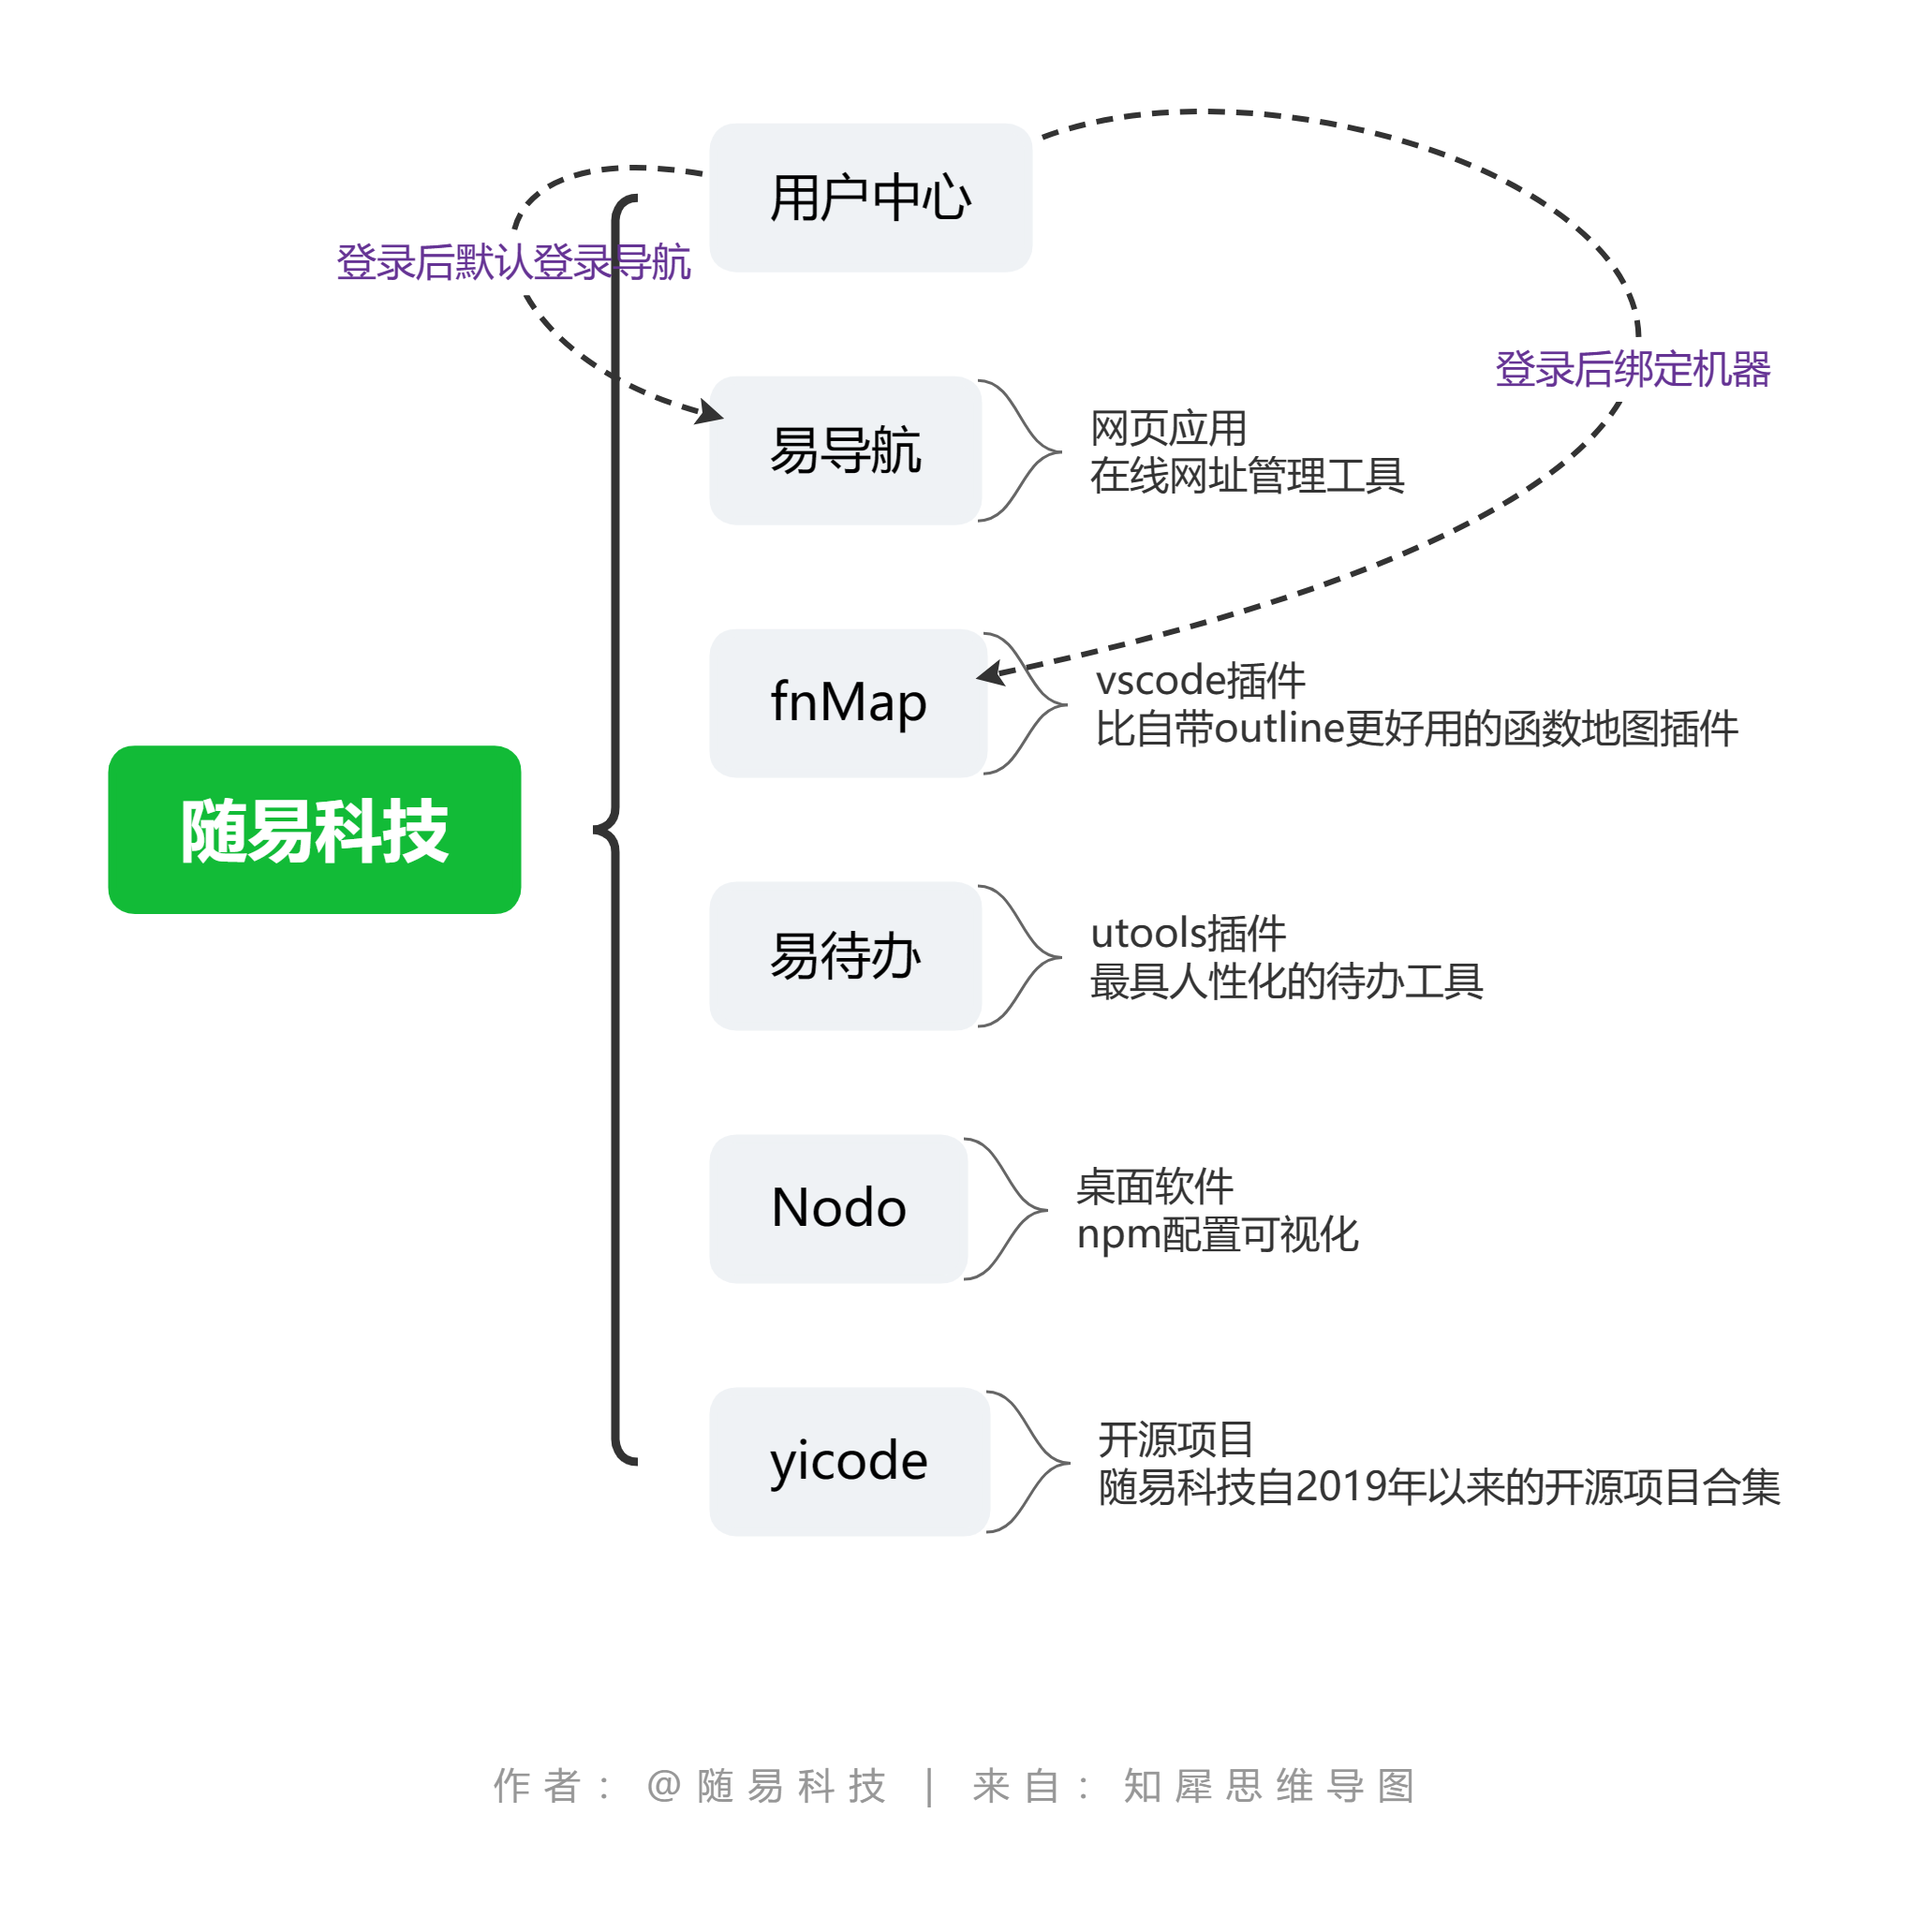 用户中心
登录后默认登录导航
登录后绑定机器
易导航
网页应用
在线网址管理工具
fnMap
vscode插件
比自带outline更好用的函数地图插件
随易科技
易待办
utools插件
最具人性化的待办工具
Nodo
桌面软件
npm配置可视化
yicode
开源项目
随易科技自2019年以来的开源项目合集
作者：@随易科技 | 来自：知犀思维导图